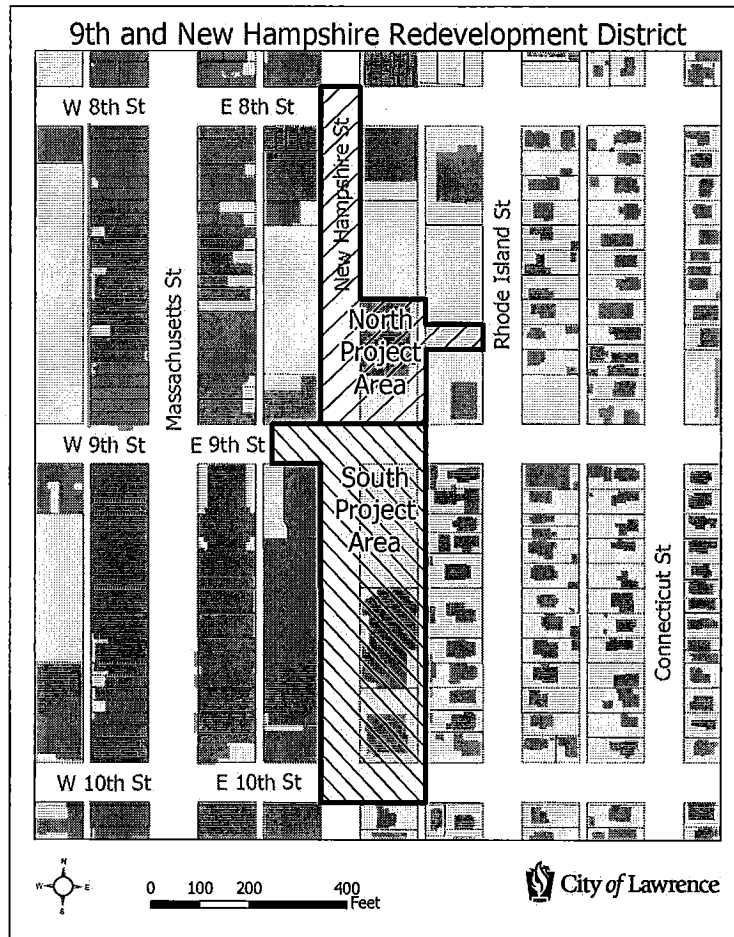 9th and New Hampshire Redevelopment District
W 8th St
E 8th St
New Hampshire St
Rhode Island St
Massachusetts St
North
Project
Area
W 9th St
E 9th St
South
Project
Area
Connecticut St
W 10th St
E 10th St
N
W
E
S
0 100 200 400
Feet
City of Lawrence